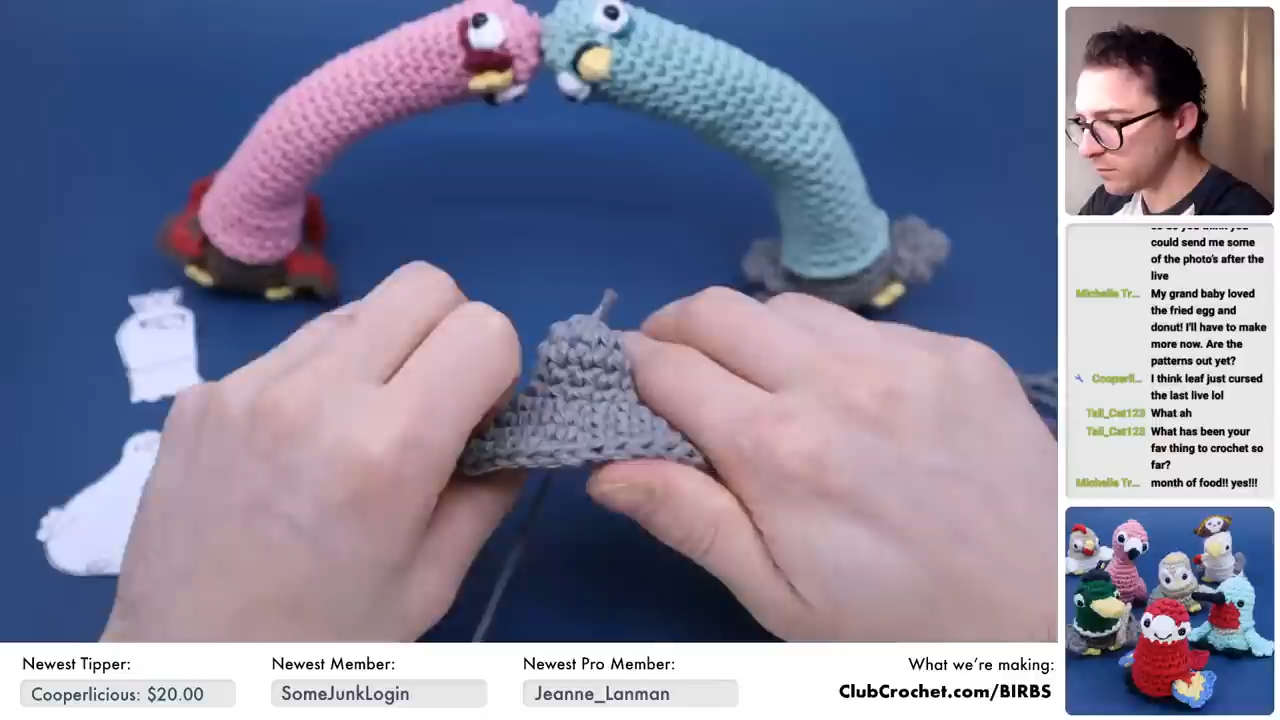 could send me some
of the photo's after the
live
Michelle Tr... My grand baby loved
the fried egg and
donut! I'll have to make
more now. Are the
patterns out yet?
Cooperli... I think leaf just cursed
the last live lol
Tail_Cat123 What ah
Tail_Cat123 What has been your
fav thing to crochet so
far?
Michelle Tr... month of food!! yes!!!
Newest Tipper:
Cooperlicious: $20.00
Newest Member:
SomeJunkLogin
Newest Pro Member:
Jeanne_Lanman
What we're making:
ClubCrochet.com/BIRBS